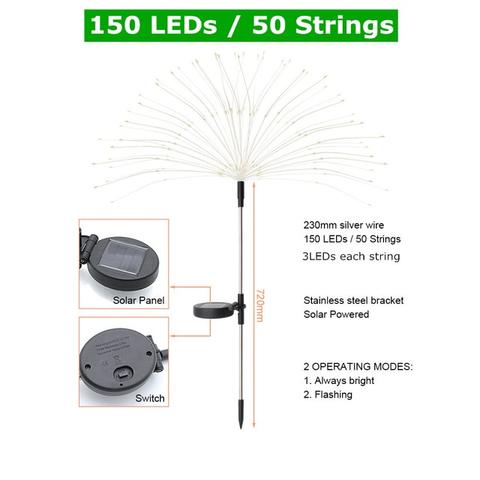 150 LEDs / 50 Strings
230mm silver wire
150 LEDs / 50 Strings
3LEDs each string
720mm
Solar Panel
Stainless steel bracket
Solar Powered
Switch
2 OPERATING MODES:
1. Always bright
2. Flashing